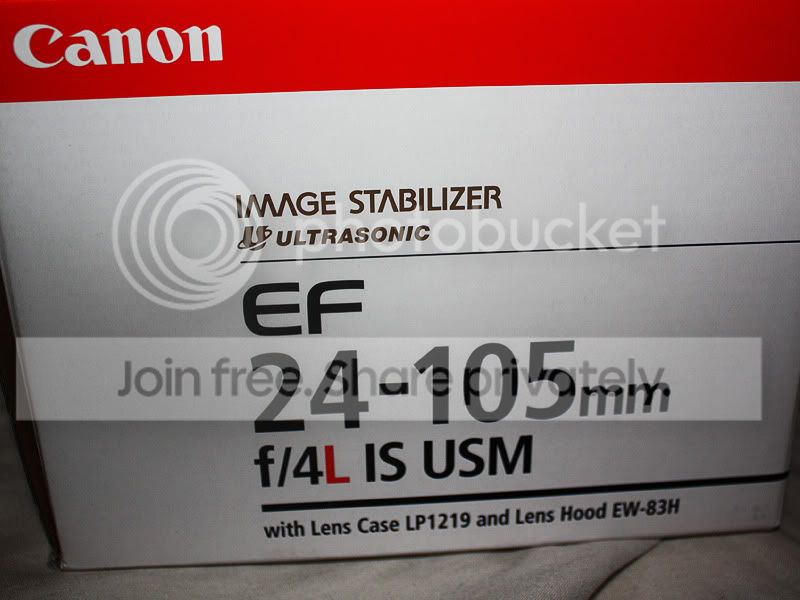 Canon
IMAGE STABILIZER
ULTRASONIC
photobucket
EF
24-105mm
Join free. Share privately.
f/4L IS USM
with Lens Case LP1219 and Lens Hood EW-83H